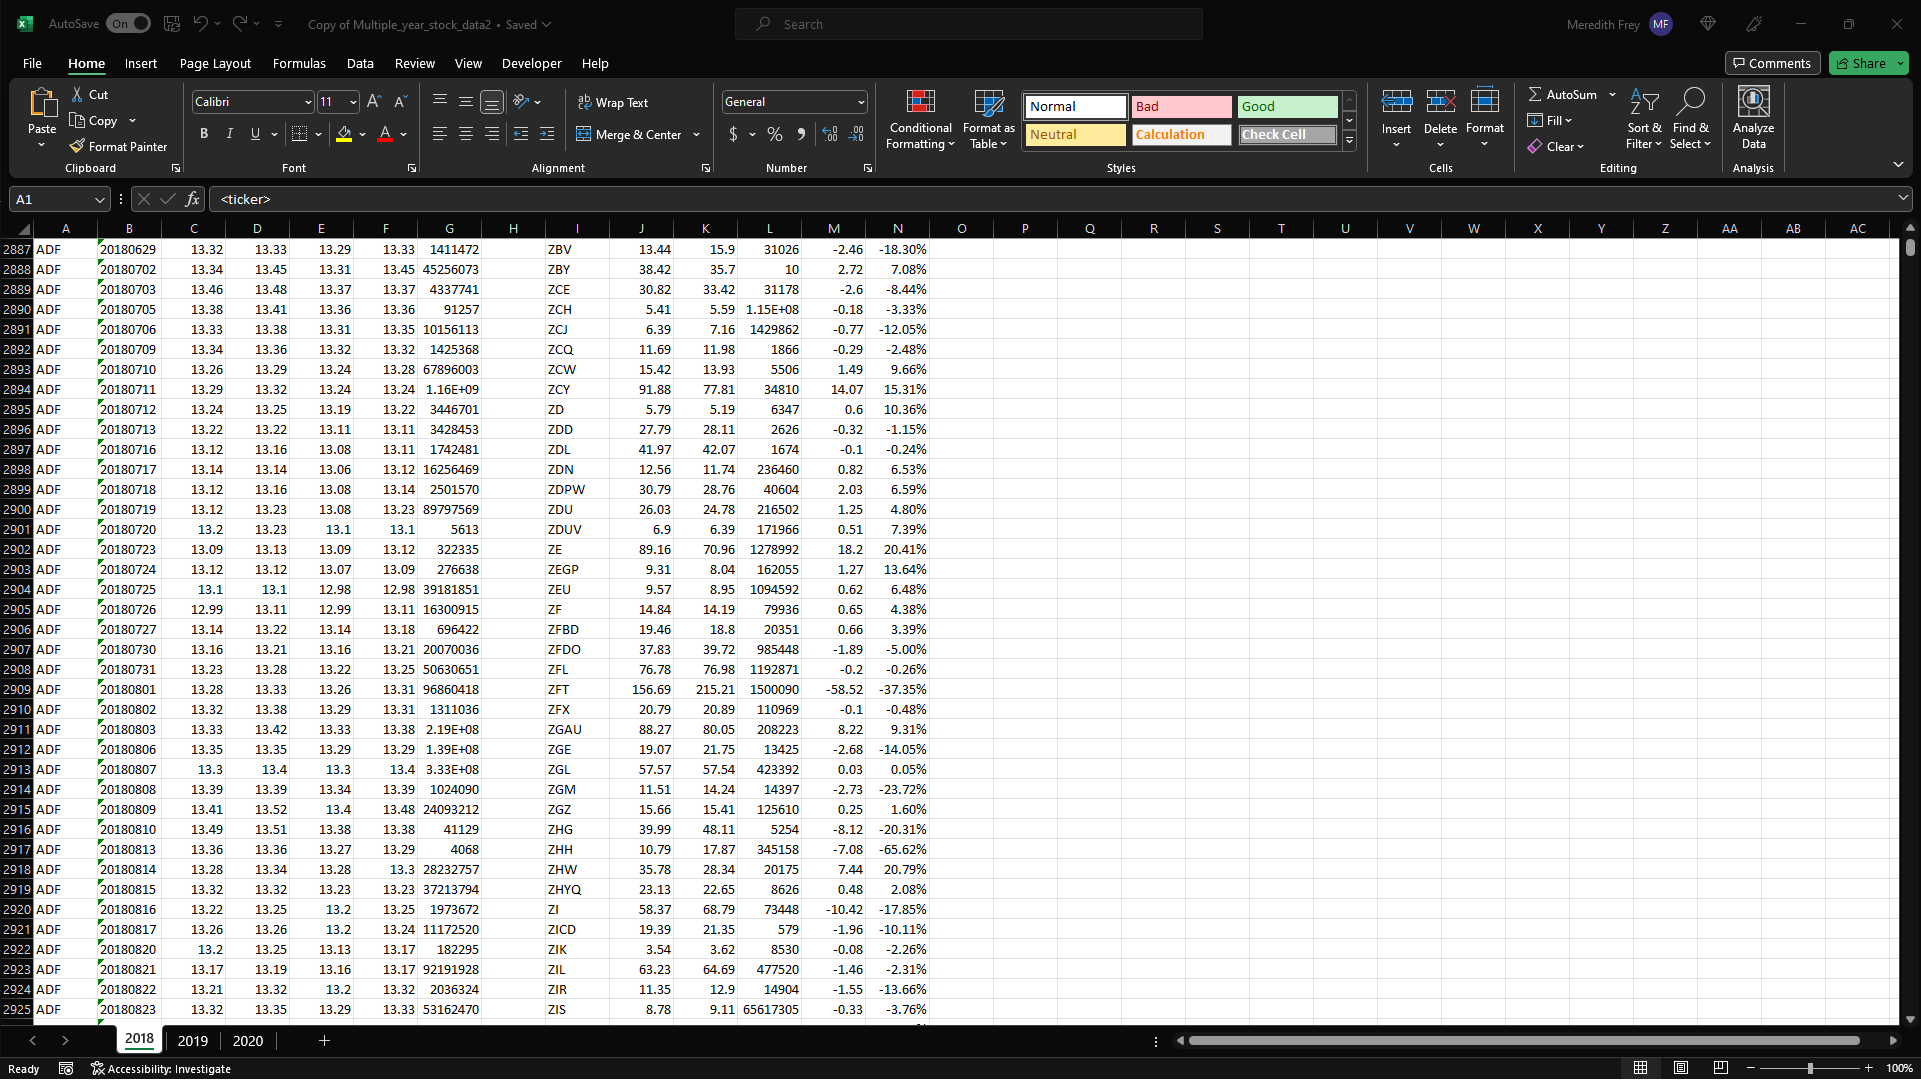 AutoSave On Copy of Multiple_year_stock_data2 • Saved Search Meredith Frey MF
File Home Insert Page Layout Formulas Data Review View Developer Help Comments Share
Paste Cut Copy Format Painter Clipboard
Calibri 11 B I U A Font
Wrap Text Merge & Center Alignment
General $ % Number
Conditional Formatting Format as Table Normal Bad Good Neutral Calculation Check Cell Styles
Insert Delete Format Cells
AutoSum Fill Clear Sort & Filter Find & Select Editing
Analyze Data Analysis
A1 fx <ticker>
A B C D E F G H I J K L M N O P Q R S T U V W X Y Z AA AB AC
2887 ADF 20180629 13.32 13.33 13.29 13.33 1411472 ZBV 13.44 15.9 31026 -2.46 -18.30%
2888 ADF 20180702 13.34 13.45 13.31 13.45 45256073 ZBY 38.42 35.7 10 2.72 7.08%
2889 ADF 20180703 13.46 13.48 13.37 13.37 4337741 ZCE 30.82 33.42 31178 -2.6 -8.44%
2890 ADF 20180705 13.38 13.41 13.36 13.36 91257 ZCH 5.41 5.59 1.15E+08 -0.18 -3.33%
2891 ADF 20180706 13.33 13.38 13.31 13.35 10156113 ZCJ 6.39 7.16 1429862 -0.77 -12.05%
2892 ADF 20180709 13.34 13.36 13.32 13.32 1425368 ZCQ 11.69 11.98 1866 -0.29 -2.48%
2893 ADF 20180710 13.26 13.29 13.24 13.28 67896003 ZCW 15.42 13.93 5506 1.49 9.66%
2894 ADF 20180711 13.29 13.32 13.24 13.24 1.16E+09 ZCY 91.88 77.81 34810 14.07 15.31%
2895 ADF 20180712 13.24 13.25 13.19 13.22 3446701 ZD 5.79 5.19 6347 0.6 10.36%
2896 ADF 20180713 13.22 13.22 13.11 13.11 3428453 ZDD 27.79 28.11 2626 -0.32 -1.15%
2897 ADF 20180716 13.12 13.16 13.08 13.11 1742481 ZDL 41.97 42.07 1674 -0.1 -0.24%
2898 ADF 20180717 13.14 13.14 13.06 13.12 16256469 ZDN 12.56 11.74 236460 0.82 6.53%
2899 ADF 20180718 13.12 13.16 13.08 13.14 2501570 ZDPW 30.79 28.76 40604 2.03 6.59%
2900 ADF 20180719 13.12 13.23 13.08 13.23 89797569 ZDU 26.03 24.78 216502 1.25 4.80%
2901 ADF 20180720 13.2 13.23 13.1 13.1 5613 ZDUV 6.9 6.39 171966 0.51 7.39%
2902 ADF 20180723 13.09 13.13 13.09 13.12 322335 ZE 89.16 70.96 1278992 18.2 20.41%
2903 ADF 20180724 13.12 13.12 13.07 13.09 276638 ZEGP 9.31 8.04 162055 1.27 13.64%
2904 ADF 20180725 13.1 13.1 12.98 12.98 39181851 ZEU 9.57 8.95 1094592 0.62 6.48%
2905 ADF 20180726 12.99 13.11 12.99 13.11 16300915 ZF 14.84 14.19 79936 0.65 4.38%
2906 ADF 20180727 13.14 13.22 13.14 13.18 696422 ZFBD 19.46 18.8 20351 0.66 3.39%
2907 ADF 20180730 13.16 13.21 13.16 13.21 20070036 ZFDO 37.83 39.72 985448 -1.89 -5.00%
2908 ADF 20180731 13.23 13.28 13.22 13.25 50630651 ZFL 76.78 76.98 1192871 -0.2 -0.26%
2909 ADF 20180801 13.28 13.33 13.26 13.31 96860418 ZFT 156.69 215.21 1500090 -58.52 -37.35%
2910 ADF 20180802 13.32 13.38 13.29 13.31 1311036 ZFX 20.79 20.89 110969 -0.1 -0.48%
2911 ADF 20180803 13.33 13.42 13.33 13.38 2.19E+08 ZGAU 88.27 80.05 208223 8.22 9.31%
2912 ADF 20180806 13.35 13.35 13.29 13.29 1.39E+08 ZGE 19.07 21.75 13425 -2.68 -14.05%
2913 ADF 20180807 13.3 13.4 13.3 13.4 3.33E+08 ZGL 57.57 57.54 423392 0.03 0.05%
2914 ADF 20180808 13.39 13.39 13.34 13.39 1024090 ZGM 11.51 14.24 14397 -2.73 -23.72%
2915 ADF 20180809 13.41 13.52 13.4 13.48 24093212 ZGZ 15.66 15.41 125610 0.25 1.60%
2916 ADF 20180810 13.49 13.51 13.38 13.38 41129 ZHG 39.99 48.11 5254 -8.12 -20.31%
2917 ADF 20180813 13.36 13.36 13.27 13.29 4068 ZHH 10.79 17.87 345158 -7.08 -65.62%
2918 ADF 20180814 13.28 13.34 13.28 13.3 28232757 ZHW 35.78 28.34 20175 7.44 20.79%
2919 ADF 20180815 13.32 13.32 13.23 13.23 37213794 ZHYQ 23.13 22.65 8626 0.48 2.08%
2920 ADF 20180816 13.22 13.25 13.2 13.25 1973672 ZI 58.37 68.79 73448 -10.42 -17.85%
2921 ADF 20180817 13.26 13.26 13.2 13.24 11172520 ZICD 19.39 21.35 579 -1.96 -10.11%
2922 ADF 20180820 13.2 13.25 13.13 13.17 182295 ZIK 3.54 3.62 8530 -0.08 -2.26%
2923 ADF 20180821 13.17 13.19 13.16 13.17 92191928 ZIL 63.23 64.69 477520 -1.46 -2.31%
2924 ADF 20180822 13.21 13.32 13.2 13.32 2036324 ZIR 11.35 12.9 14904 -1.55 -13.66%
2925 ADF 20180823 13.32 13.35 13.29 13.33 53162470 ZIS 8.78 9.11 65617305 -0.33 -3.76%
2018 2019 2020
Ready Accessibility: Investigate 100%